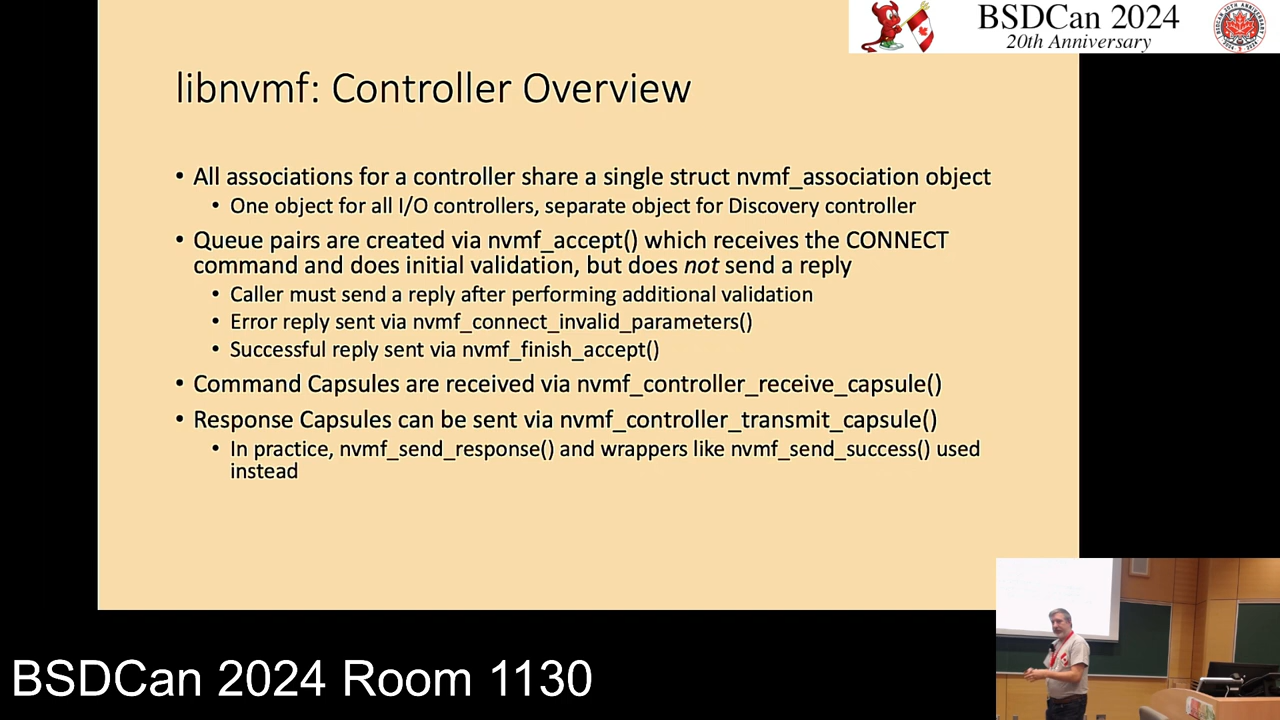 BSDCan 2024
20th Anniversary
libnvmf: Controller Overview
• All associations for a controller share a single struct nvmf_association object
• One object for all I/O controllers, separate object for Discovery controller
• Queue pairs are created via nvmf_accept() which receives the CONNECT
command and does initial validation, but does not send a reply
• Caller must send a reply after performing additional validation
• Error reply sent via nvmf_connect_invalid_parameters()
• Successful reply sent via nvmf_finish_accept()
• Command Capsules are received via nvmf_controller_receive_capsule()
• Response Capsules can be sent via nvmf_controller_transmit_capsule()
• In practice, nvmf_send_response() and wrappers like nvmf_send_success() used
instead
BSDCan 2024 Room 1130